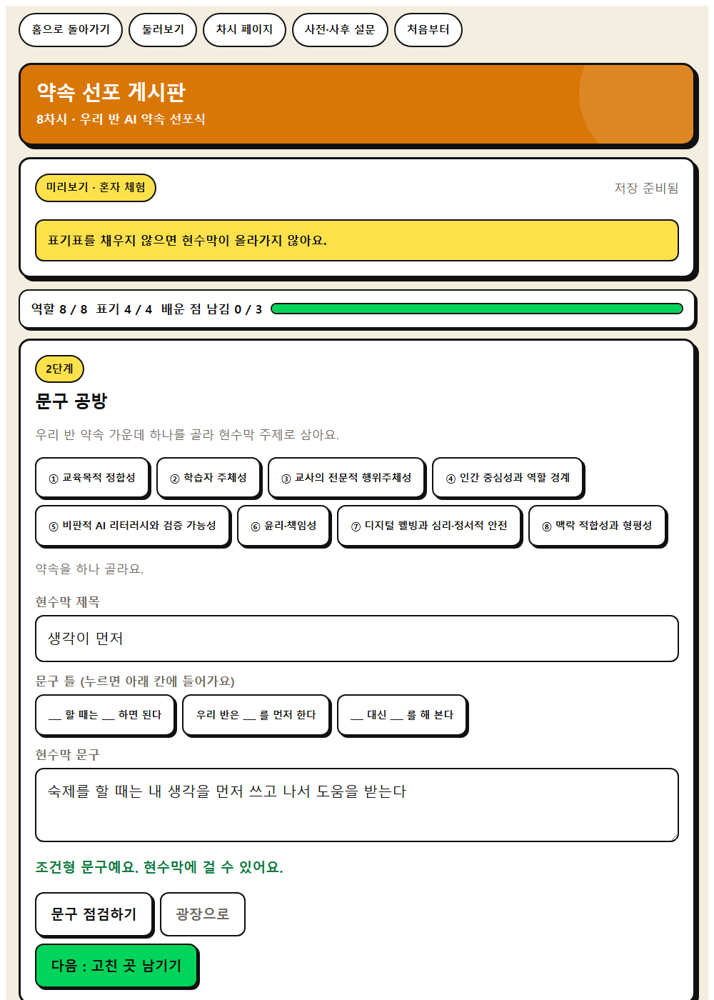 홈으로 돌아가기 둘러보기 차시 페이지 사전·사후 설문 처음부터
약속 선포 게시판
8차시 · 우리 반 AI 약속 선포식
미리보기 · 혼자 체험 저장 준비됨
표기표를 채우지 않으면 현수막이 올라가지 않아요.
역할 8 / 8 표기 4 / 4 배운 점 남김 0 / 3
2단계
문구 공방
우리 반 약속 가운데 하나를 골라 현수막 주제로 삼아요.
① 교육목적 정합성 ② 학습자 주체성 ③ 교사의 전문적 행위주체성 ④ 인간 중심성과 역할 경계
⑤ 비판적 AI 리터러시와 검증 가능성 ⑥ 윤리·책임성 ⑦ 디지털 웰빙과 심리·정서적 안전 ⑧ 맥락 적합성과 형평성
약속을 하나 골라요.
현수막 제목
생각이 먼저
문구 틀 (누르면 아래 칸에 들어가요)
___ 할 때는 ___ 하면 된다 우리 반은 ___ 를 먼저 한다 ___ 대신 ___ 를 해 본다
현수막 문구
숙제를 할 때는 내 생각을 먼저 쓰고 나서 도움을 받는다
조건형 문구예요. 현수막에 걸 수 있어요.
문구 점검하기 광장으로
다음 : 고친 곳 남기기